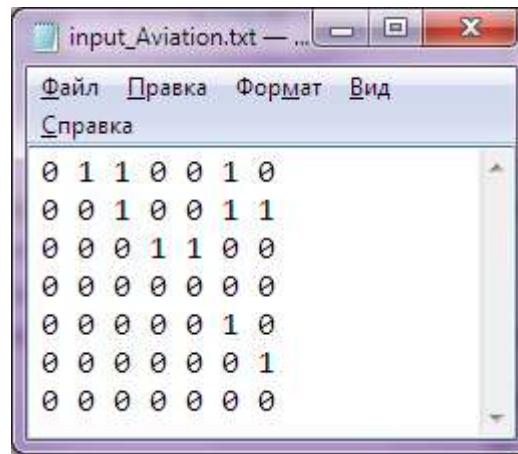 input_Aviation.txt — ...
Файл Правка Формат Вид
Справка
0 1 1 0 0 1 0
0 0 1 0 0 1 1
0 0 0 1 1 0 0
0 0 0 0 0 0 0
0 0 0 0 0 1 0
0 0 0 0 0 0 1
0 0 0 0 0 0 0